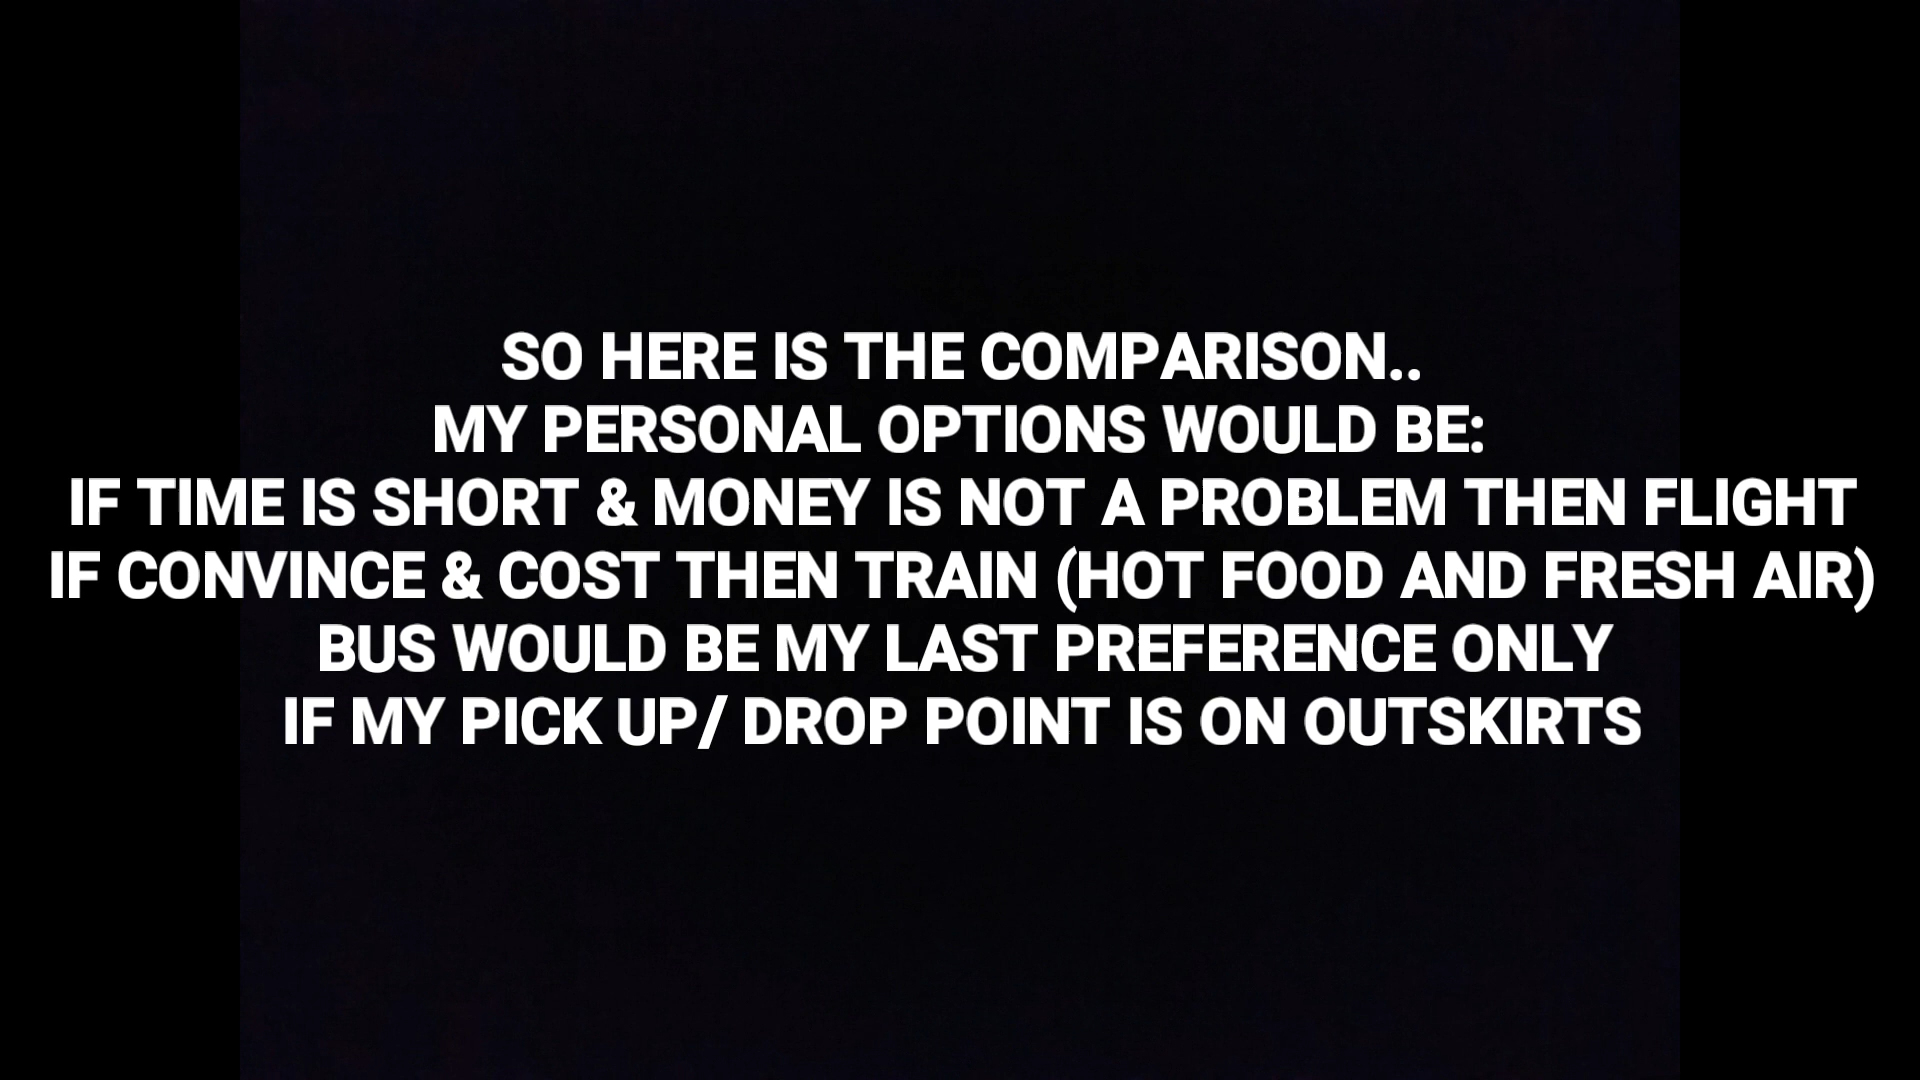 SO HERE IS THE COMPARISON..
MY PERSONAL OPTIONS WOULD BE:
IF TIME IS SHORT & MONEY IS NOT A PROBLEM THEN FLIGHT
IF CONVINCE & COST THEN TRAIN (HOT FOOD AND FRESH AIR)
BUS WOULD BE MY LAST PREFERENCE ONLY
IF MY PICK UP/ DROP POINT IS ON OUTSKIRTS